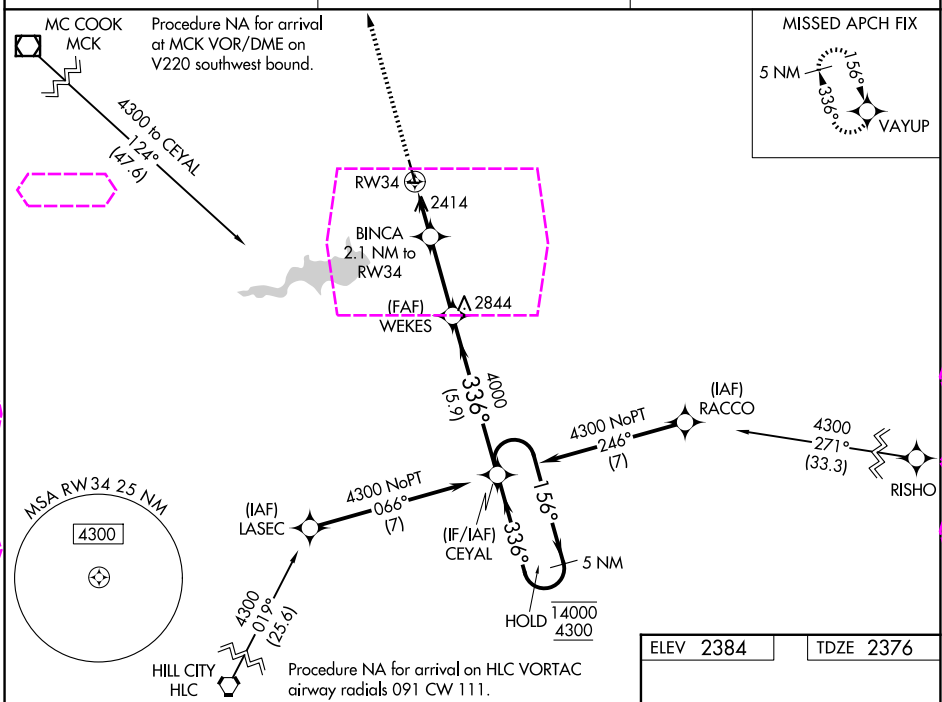 MC COOK
MCK
Procedure NA for arrival
at MCK VOR/DME on
V220 southwest bound.
MISSED APCH FIX
5 NM
156°
336°
VAYUP
4300 to CEYAL
124°
(47.6)
RW34
2414
BINCA
2.1 NM to
RW34
(FAF)
WEKES
2844
4000
336°
(5.9)
(IAF)
RACCO
4300 NoPT
246°
(7)
4300
271°
(33.3)
RISHO
MSA RW34 25 NM
4300
(IAF)
LASEC
4300 NoPT
066°
(7)
(IF/IAF)
CEYAL
156°
336°
5 NM
HOLD
14000
4300
4300
019°
(25.6)
HILL CITY
HLC
Procedure NA for arrival on HLC VORTAC
airway radials 091 CW 111.
ELEV 2384
TDZE 2376